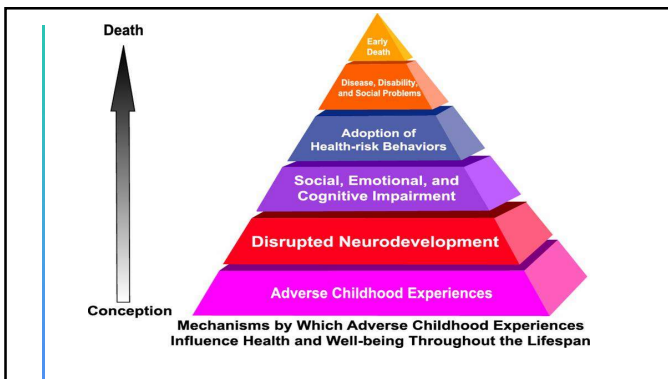 Death
Early
Death
Disease, Disability,
and Social Problems
Adoption of
Health-risk Behaviors
Social, Emotional, and
Cognitive Impairment
Disrupted Neurodevelopment
Adverse Childhood Experiences
Conception
Mechanisms by Which Adverse Childhood Experiences
Influence Health and Well-being Throughout the Lifespan